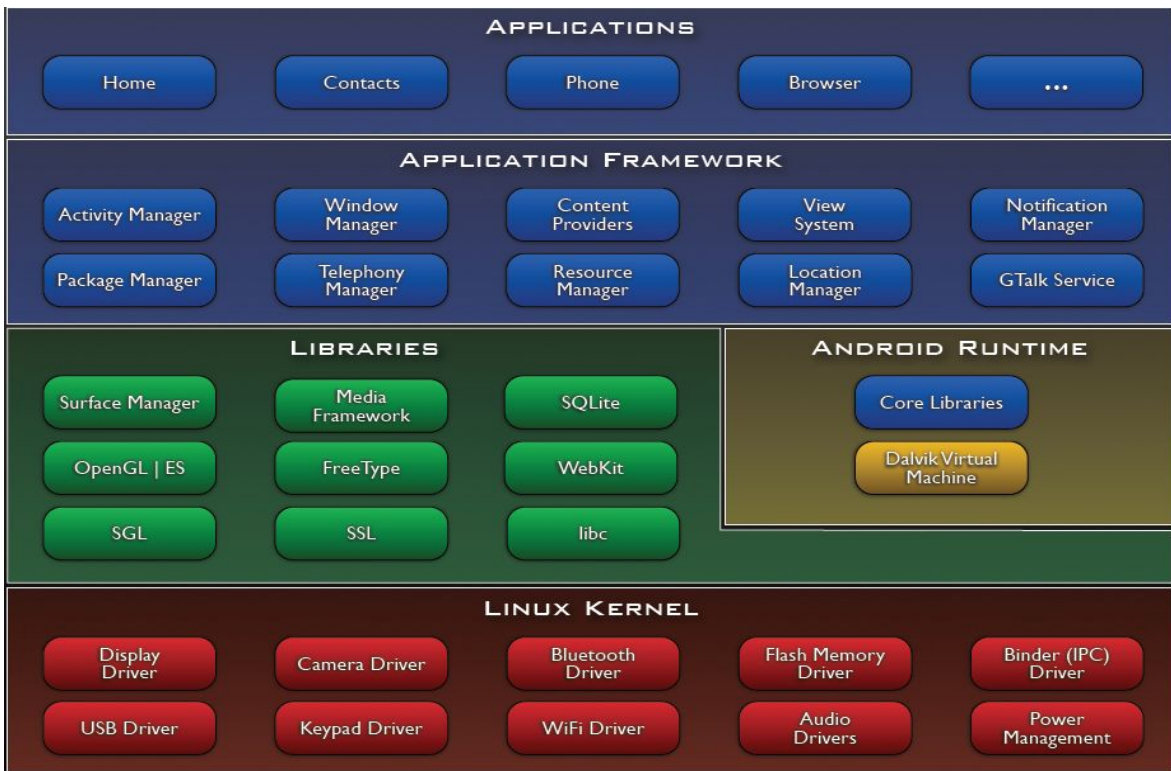 APPLICATIONS
Home
Contacts
Phone
Browser
...
APPLICATION FRAMEWORK
Activity Manager
Window
Manager
Content
Providers
View
System
Notification
Manager
Package Manager
Telephony
Manager
Resource
Manager
Location
Manager
GTalk Service
LIBRARIES
Surface Manager
Media
Framework
SQLite
OpenGL | ES
FreeType
WebKit
SGL
SSL
libc
ANDROID RUNTIME
Core Libraries
Dalvik Virtual
Machine
LINUX KERNEL
Display
Driver
Camera Driver
Bluetooth
Driver
Flash Memory
Driver
Binder (IPC)
Driver
USB Driver
Keypad Driver
WiFi Driver
Audio
Drivers
Power
Management